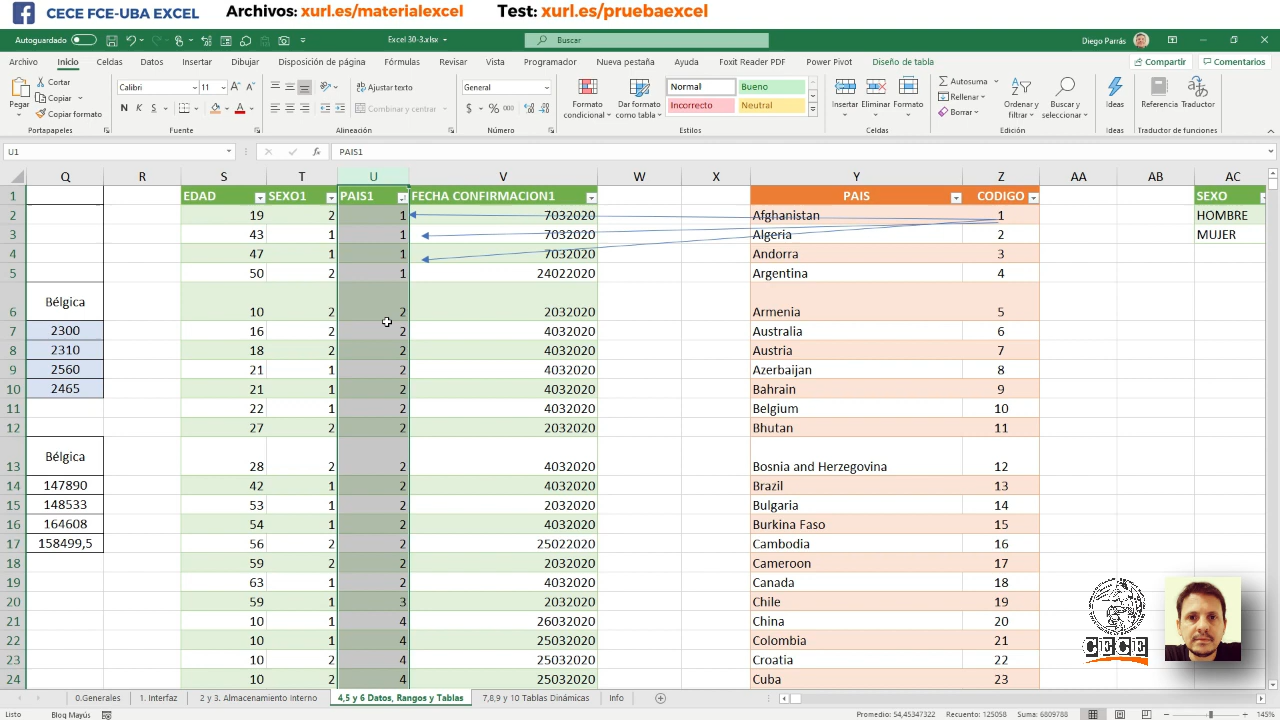 CECE FCE-UBA EXCEL Archivos: xurl.es/materialexcel Test: xurl.es/pruebaexcel
Autoguardado Excel 30-3.xlsx Buscar Diego Parrás
Archivo Inicio Celdas Datos Insertar Dibujar Disposición de página Fórmulas Revisar Vista Programador Nueva pestaña Ayuda Foxit Reader PDF Power Pivot Diseño de tabla Compartir Comentarios
Pegar Cortar Copiar Copiar formato Calibri 11 Ajustar texto General Formato condicional Dar formato como tabla Normal Bueno Insertar Eliminar Formato Autosuma Rellenar Borrar Ordenar y filtrar Buscar y seleccionar Ideas Referencia Traductor
N K S Combinar y centrar $ % 000 Incorrecto Neutral
Portapapeles Fuente Alineación Número Estilos Celdas Edición Ideas Traductor de funciones
U1 fx PAIS1
Q R S T U V W X Y Z AA AB AC
1 EDAD SEXO1 PAIS1 FECHA CONFIRMACION1 PAIS CODIGO SEXO
2 19 2 1 7032020 Afghanistan 1 HOMBRE
3 43 1 1 7032020 Algeria 2 MUJER
4 47 1 1 7032020 Andorra 3
5 50 2 1 24022020 Argentina 4
6 Bélgica 10 2 2 2032020 Armenia 5
7 2300 16 2 2 4032020 Australia 6
8 2310 18 2 2 4032020 Austria 7
9 2560 21 1 2 4032020 Azerbaijan 8
10 2465 21 1 2 4032020 Bahrain 9
11 22 1 2 4032020 Belgium 10
12 27 1 2 2032020 Bhutan 11
13 Bélgica 28 2 2 4032020 Bosnia and Herzegovina 12
14 147890 42 1 2 4032020 Brazil 13
15 148533 53 1 2 2032020 Bulgaria 14
16 164608 54 1 2 4032020 Burkina Faso 15
17 158499,5 56 1 2 25022020 Cambodia 16
18 59 2 2 2032020 Cameroon 17
19 63 1 2 4032020 Canada 18
20 59 1 3 2032020 Chile 19
21 10 1 4 26032020 China 20
22 10 1 4 25032020 Colombia 21
23 10 2 4 25032020 Croatia 22
24 10 2 4 25032020 Cuba 23
CECE
0.Generales 1. Interfaz 2 y 3. Almacenamiento Interno 4,5 y 6 Datos, Rangos y Tablas 7,8,9 y 10 Tablas Dinámicas Info
Listo Bloq Mayús Promedio: 54,45347322 Recuento: 125058 Suma: 6809788 145%